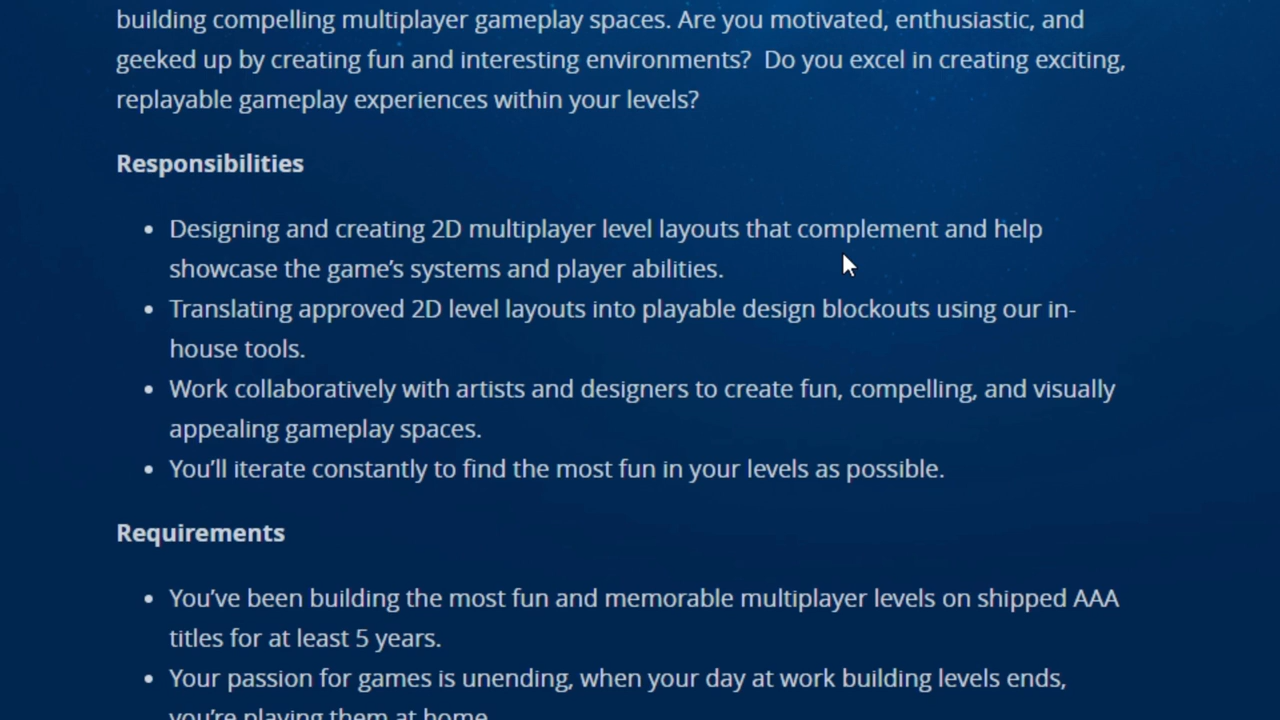 building compelling multiplayer gameplay spaces. Are you motivated, enthusiastic, and
geeked up by creating fun and interesting environments?  Do you excel in creating exciting,
replayable gameplay experiences within your levels?
Responsibilities
• Designing and creating 2D multiplayer level layouts that complement and help
showcase the game’s systems and player abilities.
• Translating approved 2D level layouts into playable design blockouts using our in-
house tools.
• Work collaboratively with artists and designers to create fun, compelling, and visually
appealing gameplay spaces.
• You’ll iterate constantly to find the most fun in your levels as possible.
Requirements
• You’ve been building the most fun and memorable multiplayer levels on shipped AAA
titles for at least 5 years.
• Your passion for games is unending, when your day at work building levels ends,
you’re playing them at home.